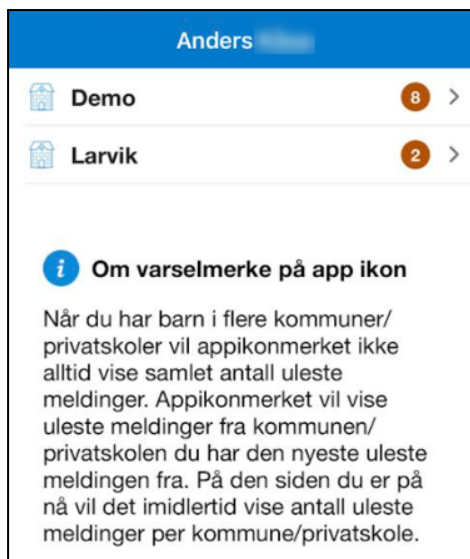 Anders
Demo 8
Larvik 2
i Om varselmerke på app ikon
Når du har barn i flere kommuner/
privatskoler vil appikonmerket ikke
alltid vise samlet antall uleste
meldinger. Appikonmerket vil vise
uleste meldinger fra kommunen/
privatskolen du har den nyeste uleste
meldingen fra. På den siden du er på
nå vil det imidlertid vise antall uleste
meldinger per kommune/privatskole.